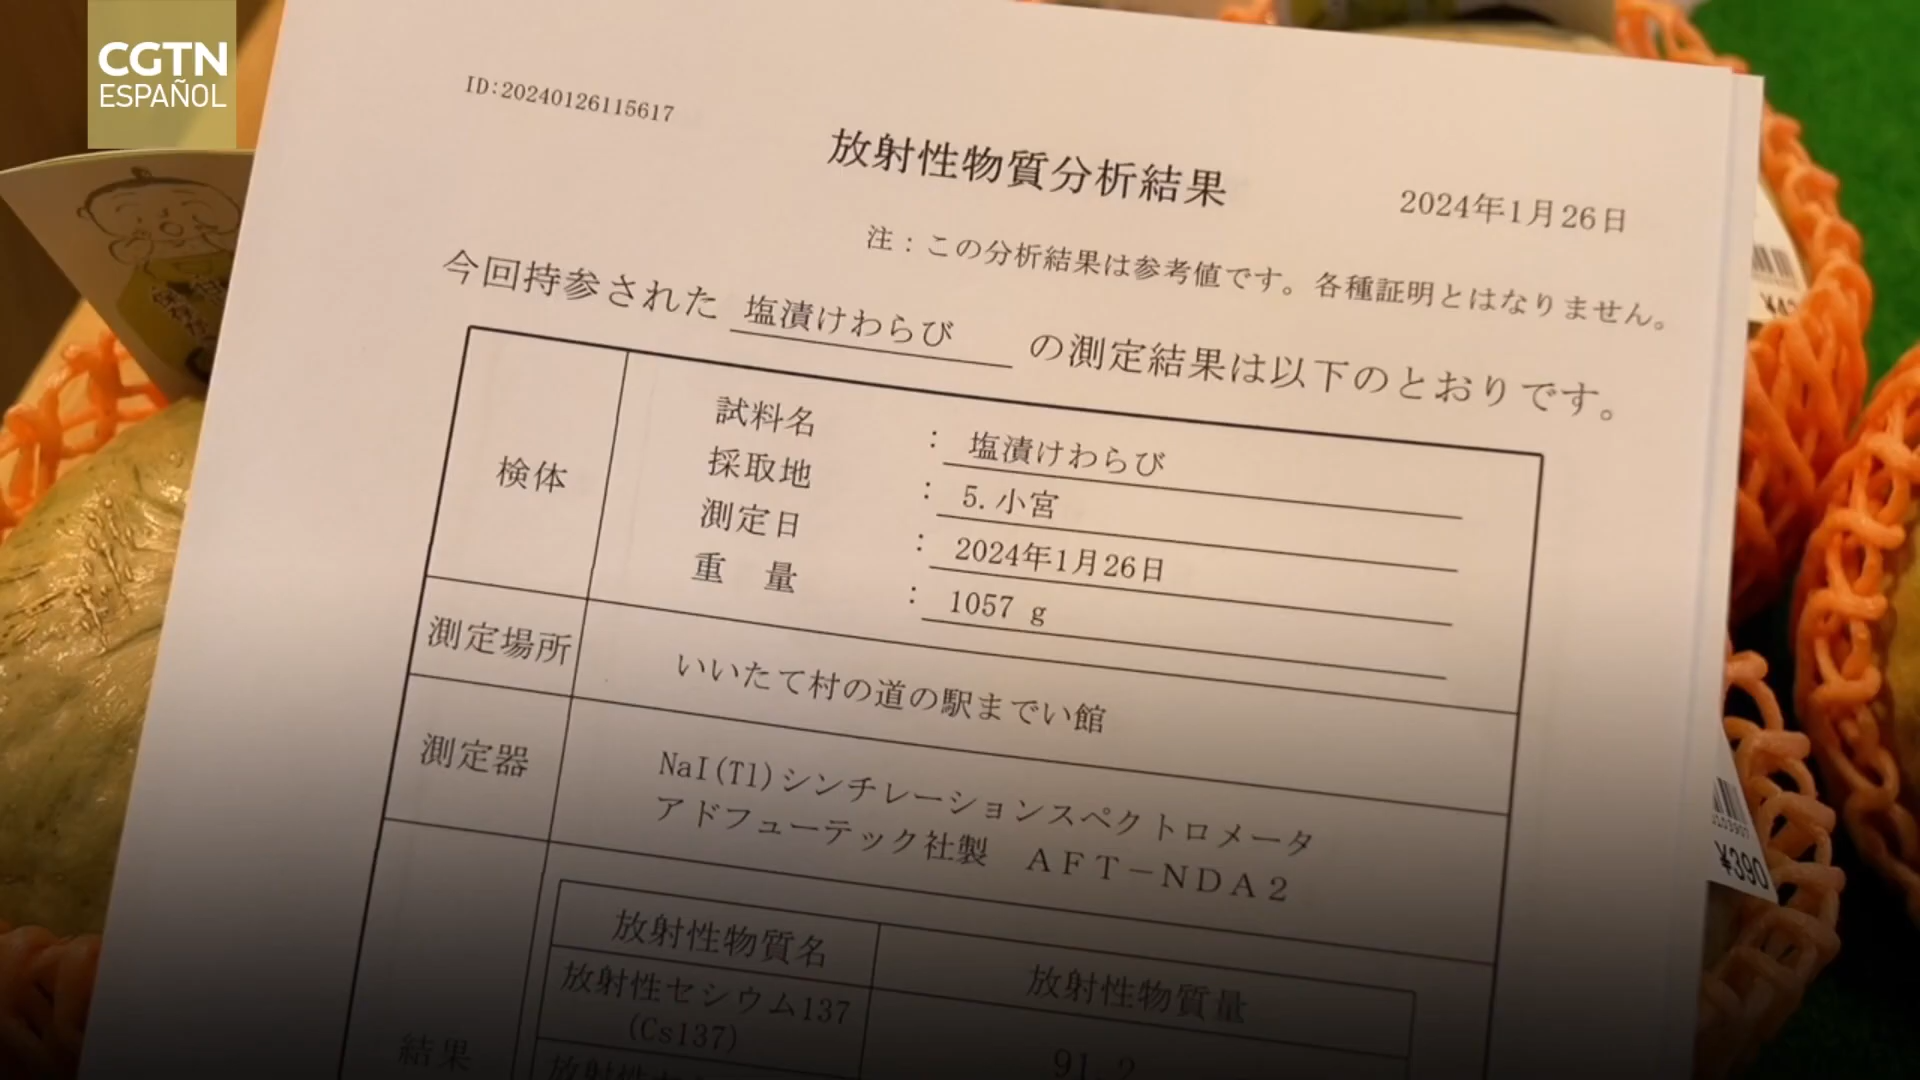 CGTN
ESPAÑOL
ID:20240126115617
放射性物質分析結果
2024年1月26日
注：この分析結果は参考値です。各種証明とはなりません。
今回持参された 塩漬けわらび の測定結果は以下のとおりです。
検体
試料名 ： 塩漬けわらび
採取地 ： 5.小宮
測定日 ： 2024年1月26日
重 量 ： 1057 g
測定場所 いいたて村の道の駅までい館
測定器 NaI(Tl)シンチレーションスペクトロメータ
アドフューテック社製 ＡＦＴ－ＮＤＡ２
結果
放射性物質名 放射性物質量
放射性セシウム137
(Cs137)
¥390